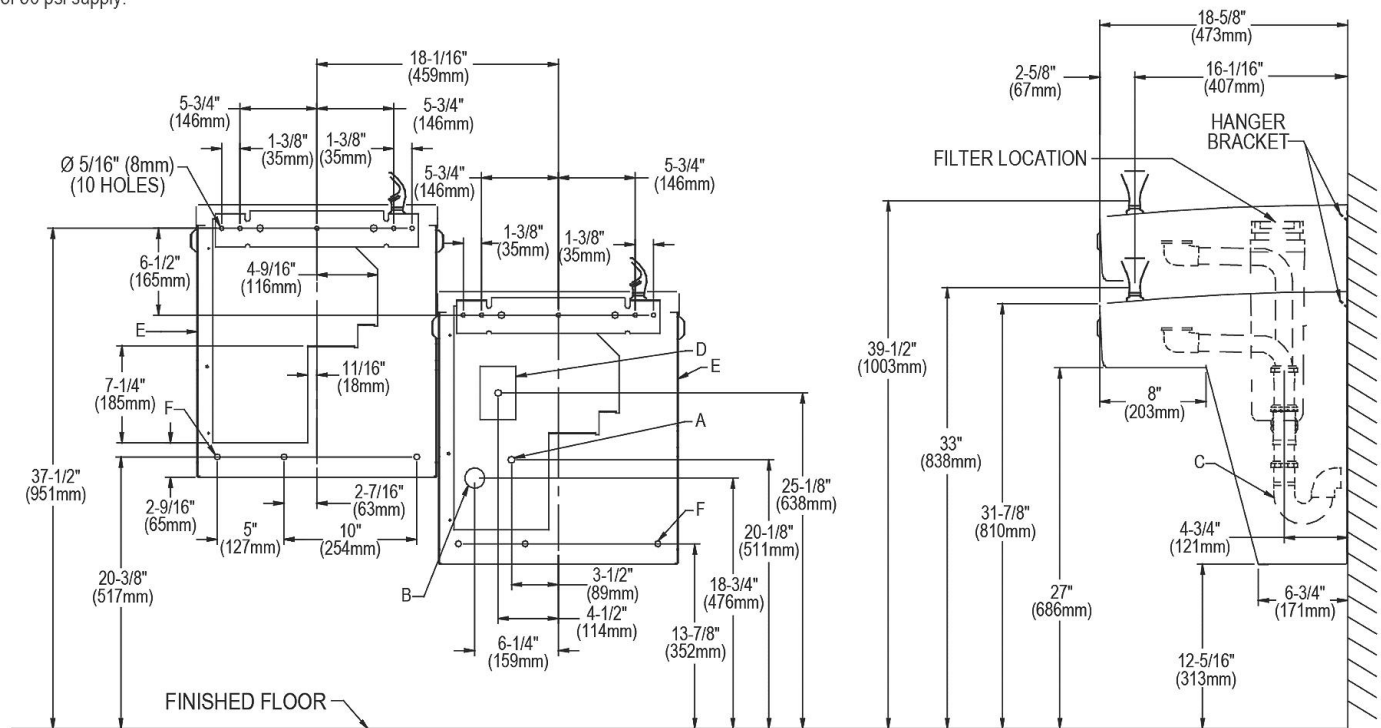 of 50 psi supply.
18-5/8"
(473mm)
2-5/8"
(67mm)
16-1/16"
(407mm)
HANGER
BRACKET
FILTER LOCATION
18-1/16"
(459mm)
5-3/4"
(146mm)
5-3/4"
(146mm)
1-3/8"
(35mm)
1-3/8"
(35mm)
Ø 5/16" (8mm)
(10 HOLES)
5-3/4"
(146mm)
5-3/4"
(146mm)
1-3/8"
(35mm)
1-3/8"
(35mm)
6-1/2"
(165mm)
4-9/16"
(116mm)
E
D
E
7-1/4"
(185mm)
11/16"
(18mm)
F
A
37-1/2"
(951mm)
2-9/16"
(65mm)
2-7/16"
(63mm)
5"
(127mm)
10"
(254mm)
F
25-1/8"
(638mm)
20-1/8"
(511mm)
20-3/8"
(517mm)
B
3-1/2"
(89mm)
4-1/2"
(114mm)
6-1/4"
(159mm)
18-3/4"
(476mm)
13-7/8"
(352mm)
39-1/2"
(1003mm)
8"
(203mm)
33"
(838mm)
C
31-7/8"
(810mm)
4-3/4"
(121mm)
27"
(686mm)
6-3/4"
(171mm)
12-5/16"
(313mm)
FINISHED FLOOR